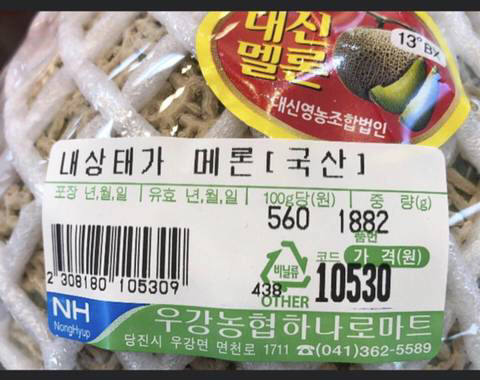 대신
멜론
13°BX
대신영농조합법인
내상태가 메론[국산]
포장 년,월,일 유효 년,월,일 100g당(원) 중 량(g)
560 1882
품번
코드 가 격(원)
비닐류
438 10530
OTHER
2 308180 105309
NH
NongHyup
우강농협하나로마트
당진시 우강면 면천로 1711 ☎(041)362-5589